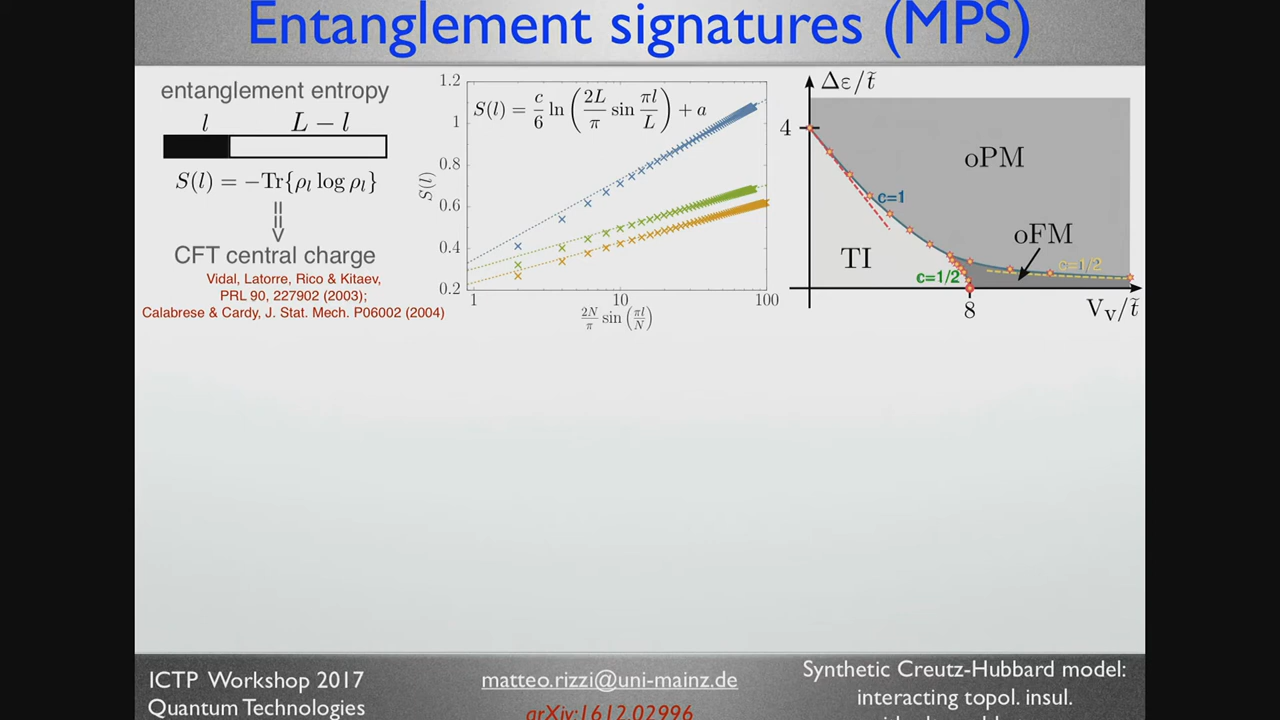 Entanglement signatures (MPS)
entanglement entropy
l L − l
S(l) = −Tr{ρ_l log ρ_l}
CFT central charge
Vidal, Latorre, Rico & Kitaev,
PRL 90, 227902 (2003);
Calabrese & Cardy, J. Stat. Mech. P06002 (2004)
S(l) = c/6 ln (2L/π sin πl/L) + a
1.2
1
0.8
0.6
0.4
0.2
S(l)
1 10 100
2N/π sin (πl/N)
Δε/t̃
4
oPM
c=1
oFM
TI
c=1/2
c=1/2
8
V_v/t̃
ICTP Workshop 2017
Quantum Technologies
matteo.rizzi@uni-mainz.de
arXiv:1612.02996
Synthetic Creutz-Hubbard model:
interacting topol. insul.